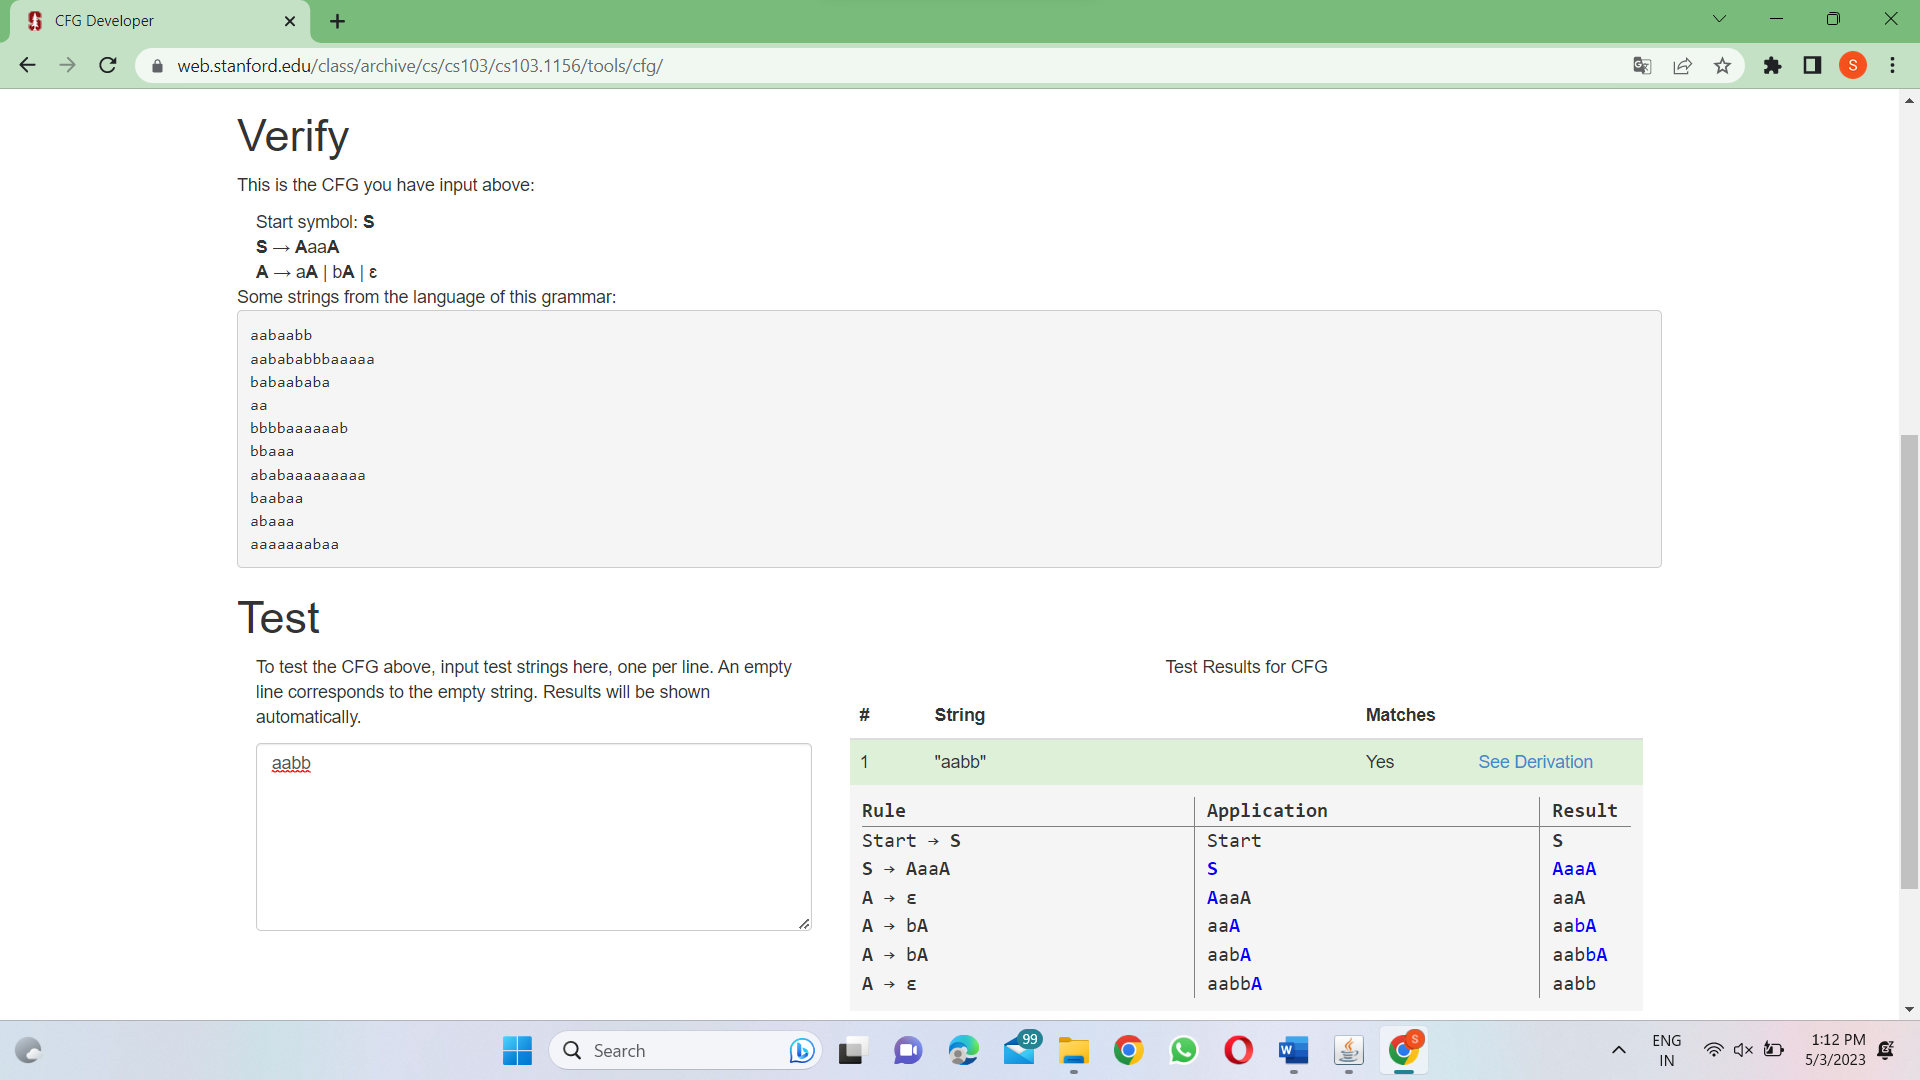 CFG Developer
web.stanford.edu/class/archive/cs/cs103/cs103.1156/tools/cfg/
S
Verify
This is the CFG you have input above:
Start symbol: S
S → AaaA
A → aA | bA | ε
Some strings from the language of this grammar:
aabaabb
aabababbbaaaaa
babaababa
aa
bbbbaaaaaab
bbaaa
ababaaaaaaaaa
baabaa
abaaa
aaaaaaabaa
Test
To test the CFG above, input test strings here, one per line. An empty
line corresponds to the empty string. Results will be shown
automatically.
aabb
Test Results for CFG
# String Matches
1 "aabb" Yes See Derivation
Rule Application Result
Start → S Start S
S → AaaA S AaaA
A → ε AaaA aaA
A → bA aaA aabA
A → bA aabA aabbA
A → ε aabbA aabb
Search
99
W
S
ENG
IN
1:12 PM
5/3/2023